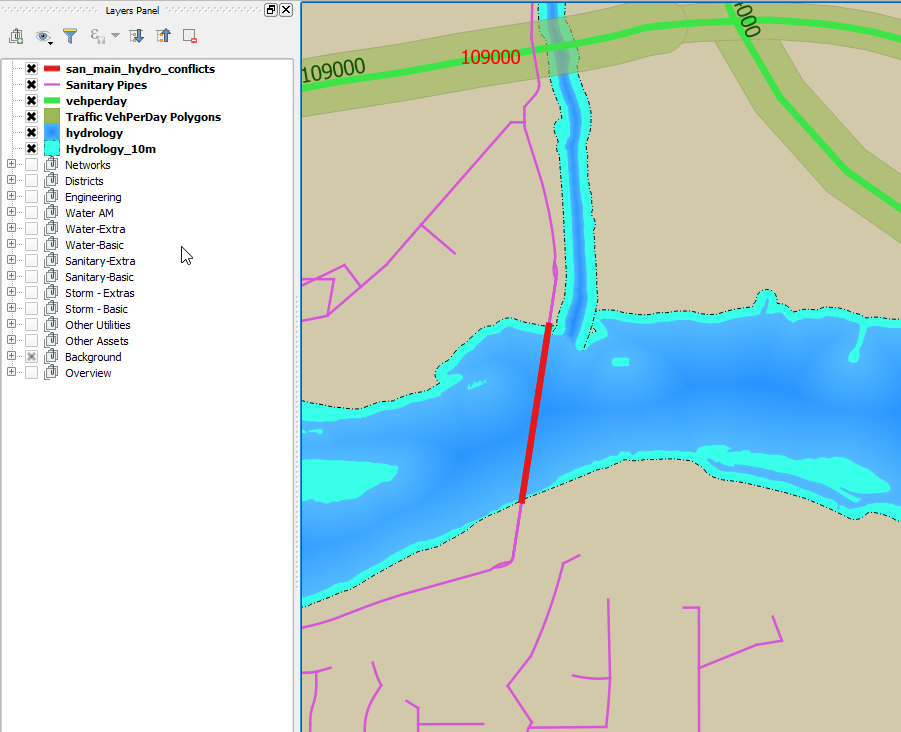 Layers Panel
san_main_hydro_conflicts
Sanitary Pipes
vehperday
Traffic VehPerDay Polygons
hydrology
Hydrology_10m
Networks
Districts
Engineering
Water AM
Water-Extra
Water-Basic
Sanitary-Extra
Sanitary-Basic
Storm - Extras
Storm - Basic
Other Utilities
Other Assets
Background
Overview
109000
109000